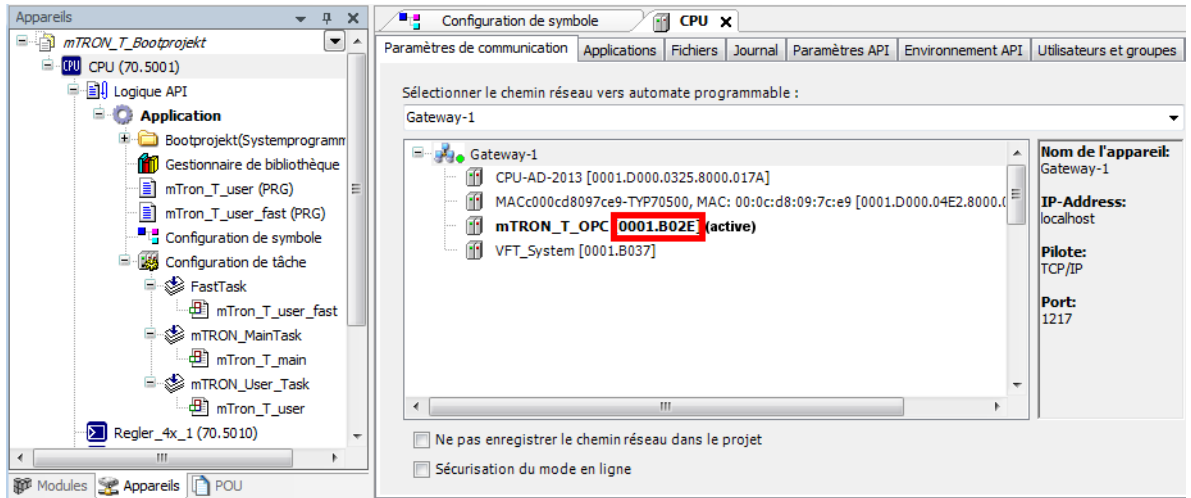 Appareils
mTRON_T_Bootprojekt
CPU (70.5001)
Logique API
Application
Bootprojekt(Systemprogramm
Gestionnaire de bibliothèque
mTron_T_user (PRG)
mTron_T_user_fast (PRG)
Configuration de symbole
Configuration de tâche
FastTask
mTron_T_user_fast
mTRON_MainTask
mTron_T_main
mTRON_User_Task
mTron_T_user
Regler_4x_1 (70.5010)
Modules Appareils POU
Configuration de symbole CPU
Paramètres de communication Applications Fichiers Journal Paramètres API Environnement API Utilisateurs et groupes
Sélectionner le chemin réseau vers automate programmable :
Gateway-1
Gateway-1
CPU-AD-2013 [0001.D000.0325.8000.017A]
MACc000cd8097ce9-TYP70500, MAC: 00:0c:d8:09:7c:e9 [0001.D000.04E2.8000.(
mTRON_T_OPC [0001.B02E] (active)
VFT_System [0001.B037]
Nom de l'appareil:
Gateway-1
IP-Address:
localhost
Pilote:
TCP/IP
Port:
1217
Ne pas enregistrer le chemin réseau dans le projet
Sécurisation du mode en ligne